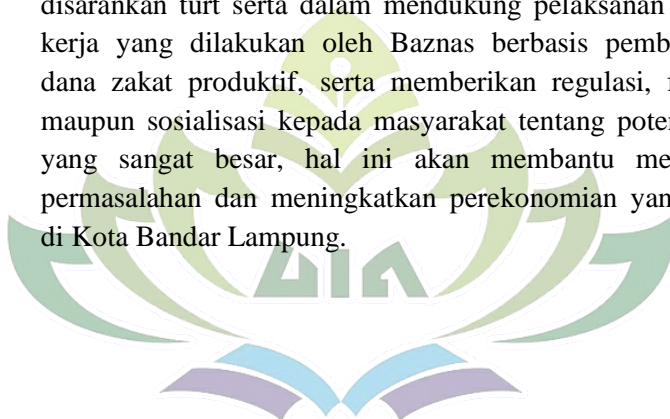 disarankan turt serta dalam mendukung pelaksanan
kerja yang dilakukan oleh Baznas berbasis pemb
dana zakat produktif, serta memberikan regulasi, f
maupun sosialisasi kepada masyarakat tentang poten
yang sangat besar, hal ini akan membantu me
permasalahan dan meningkatkan perekonomian yan
di Kota Bandar Lampung.